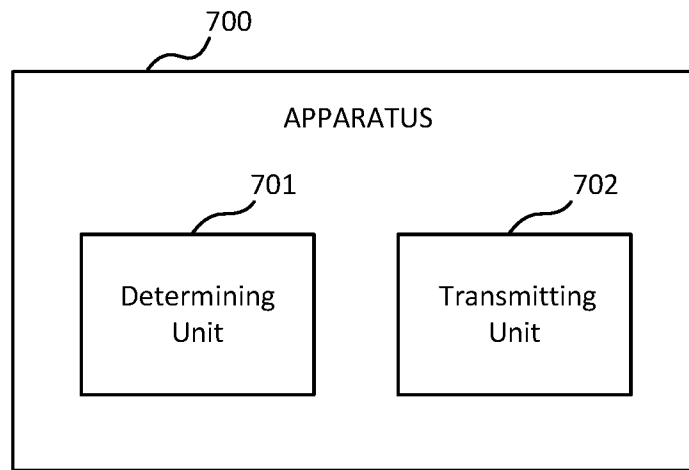 700
APPARATUS
701
702
Determining
Unit
Transmitting
Unit